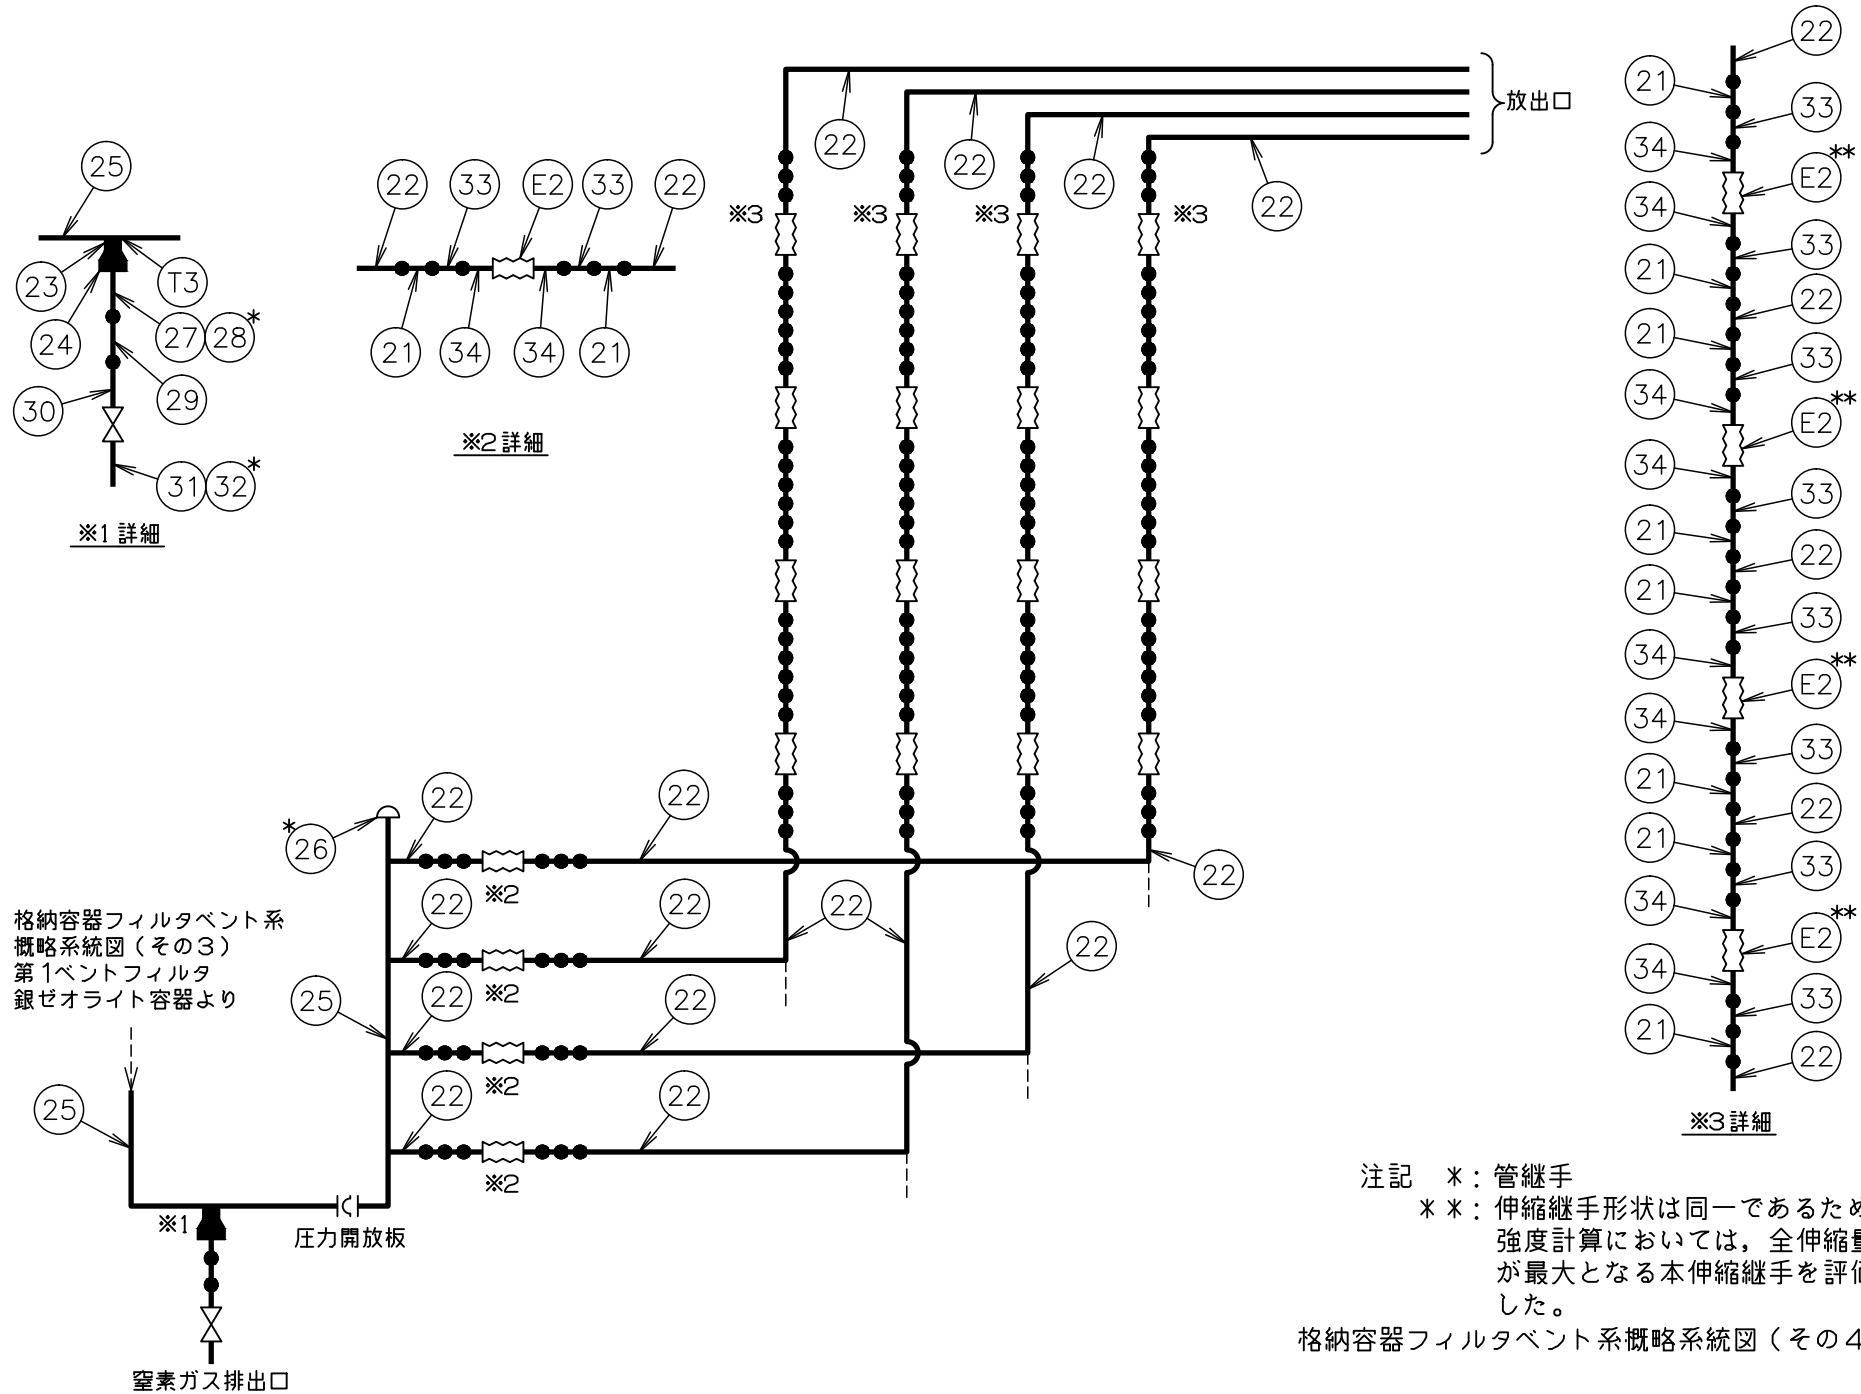 22
22
22
22
22
放出口
※3
※3
※3
※3
25
23
T3
24
27 28 *
29
30
31 32 *
※1 詳細
22 33 E2 33 22
21 34 34 21
※2 詳細
22
21
33
34
E2 **
34
33
21
22
21
33
34
E2 **
34
33
21
22
21
33
34
E2 **
34
33
21
22
21
33
34
E2 **
34
33
21
22
※3 詳細
22 22
* 26
※2
22
22 22
22
※2
22
格納容器フィルタベント系
概略系統図(その3)
第1ベントフィルタ
銀ゼオライト容器より
25
22 22
※2
25
22 22
※2
※1
圧力開放板
窒素ガス排出口
注記 *:管継手
**:伸縮継手形状は同一であるため
強度計算においては,全伸縮量
が最大となる本伸縮継手を評価
した。
格納容器フィルタベント系概略系統図(その4